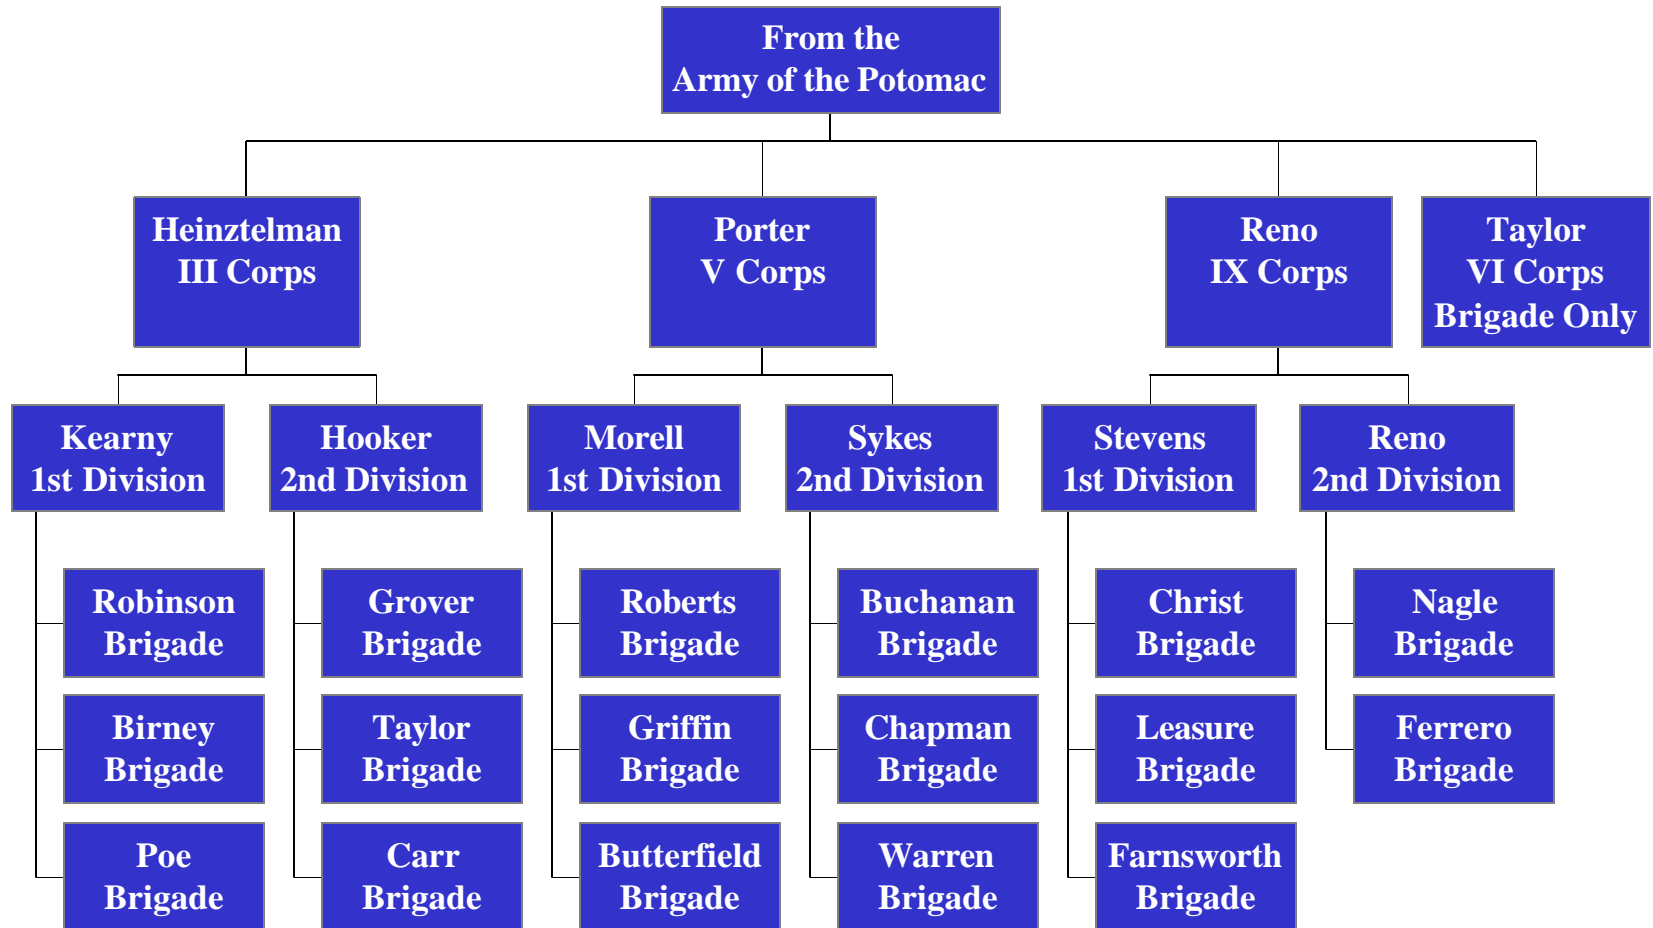 From the
Army of the Potomac
Heinztelman
III Corps
Porter
V Corps
Reno
IX Corps
Taylor
VI Corps
Brigade Only
Kearny
1st Division
Hooker
2nd Division
Morell
1st Division
Sykes
2nd Division
Stevens
1st Division
Reno
2nd Division
Robinson
Brigade
Grover
Brigade
Roberts
Brigade
Buchanan
Brigade
Christ
Brigade
Nagle
Brigade
Birney
Brigade
Taylor
Brigade
Griffin
Brigade
Chapman
Brigade
Leasure
Brigade
Ferrero
Brigade
Poe
Brigade
Carr
Brigade
Butterfield
Brigade
Warren
Brigade
Farnsworth
Brigade